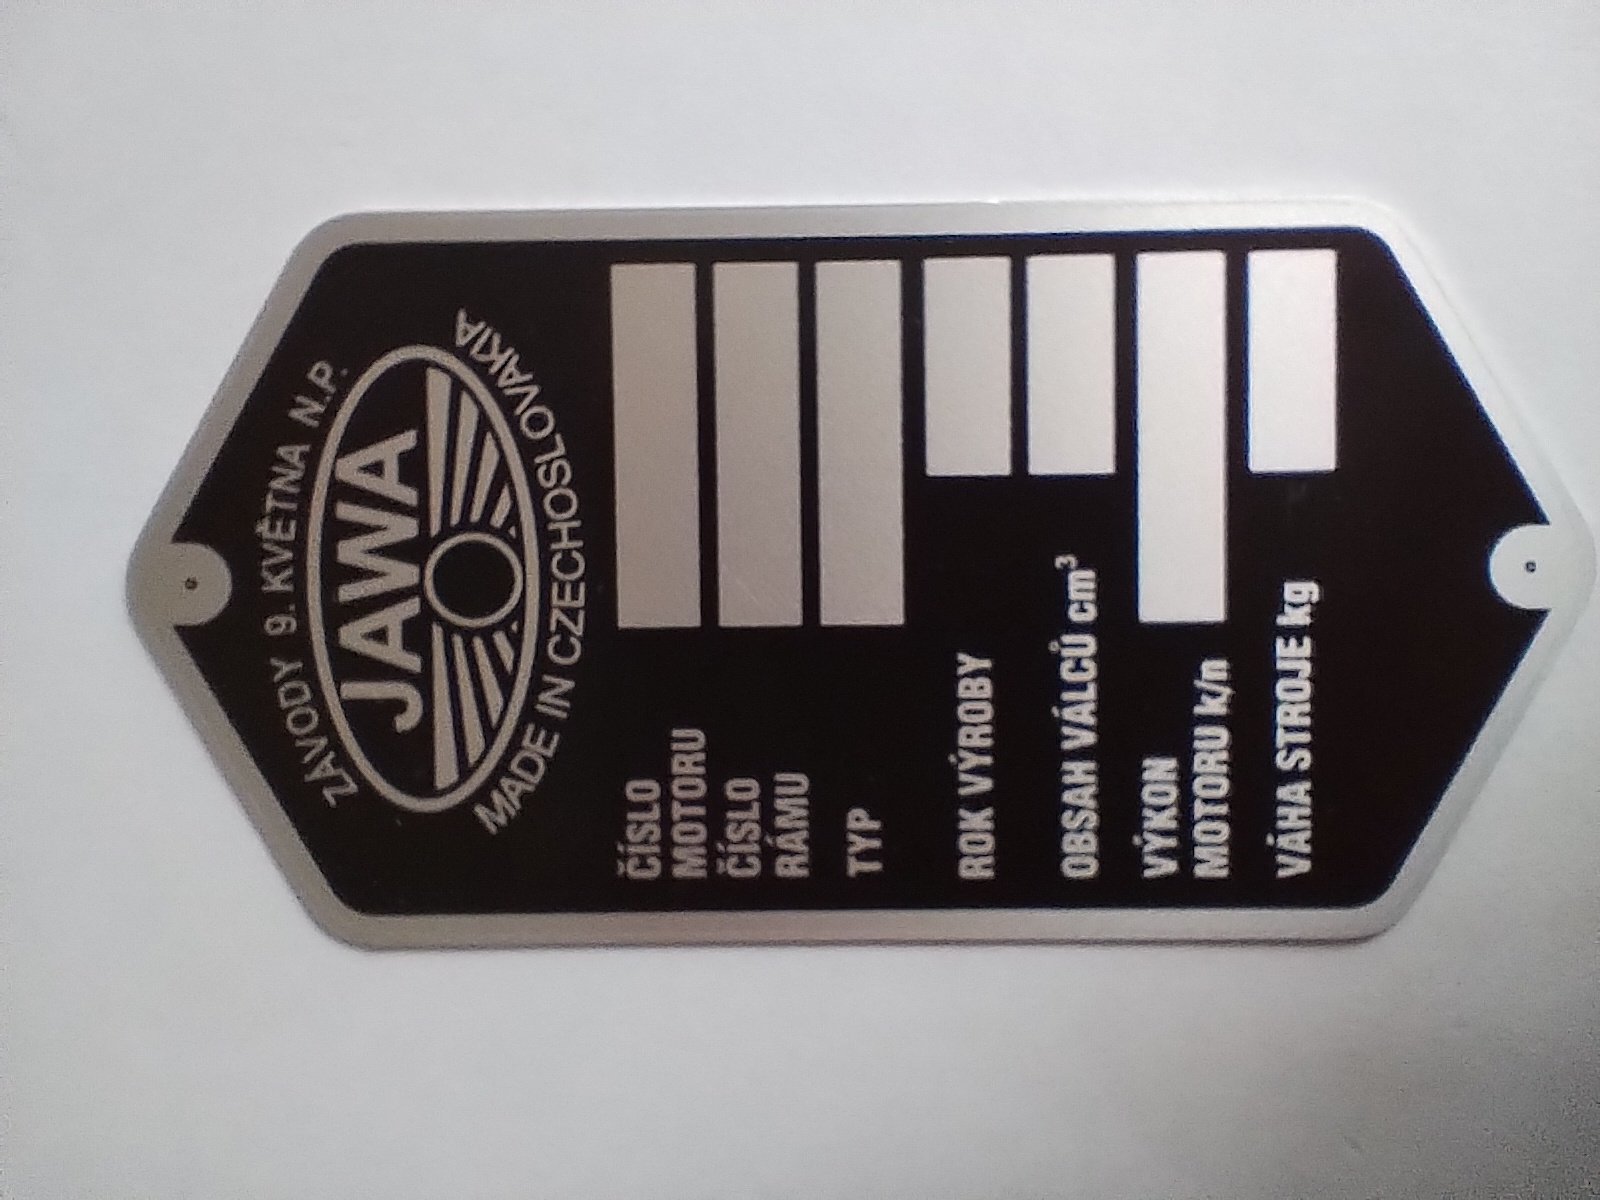 ZÁVODY 9. KVĚTNA N.P.
JAWA
MADE IN CZECHOSLOVAKIA
ČÍSLO
MOTORU
ČÍSLO
RÁMU
TYP
ROK VÝROBY
OBSAH VÁLCŮ cm³
VÝKON
MOTORU k/n
VÁHA STROJE kg